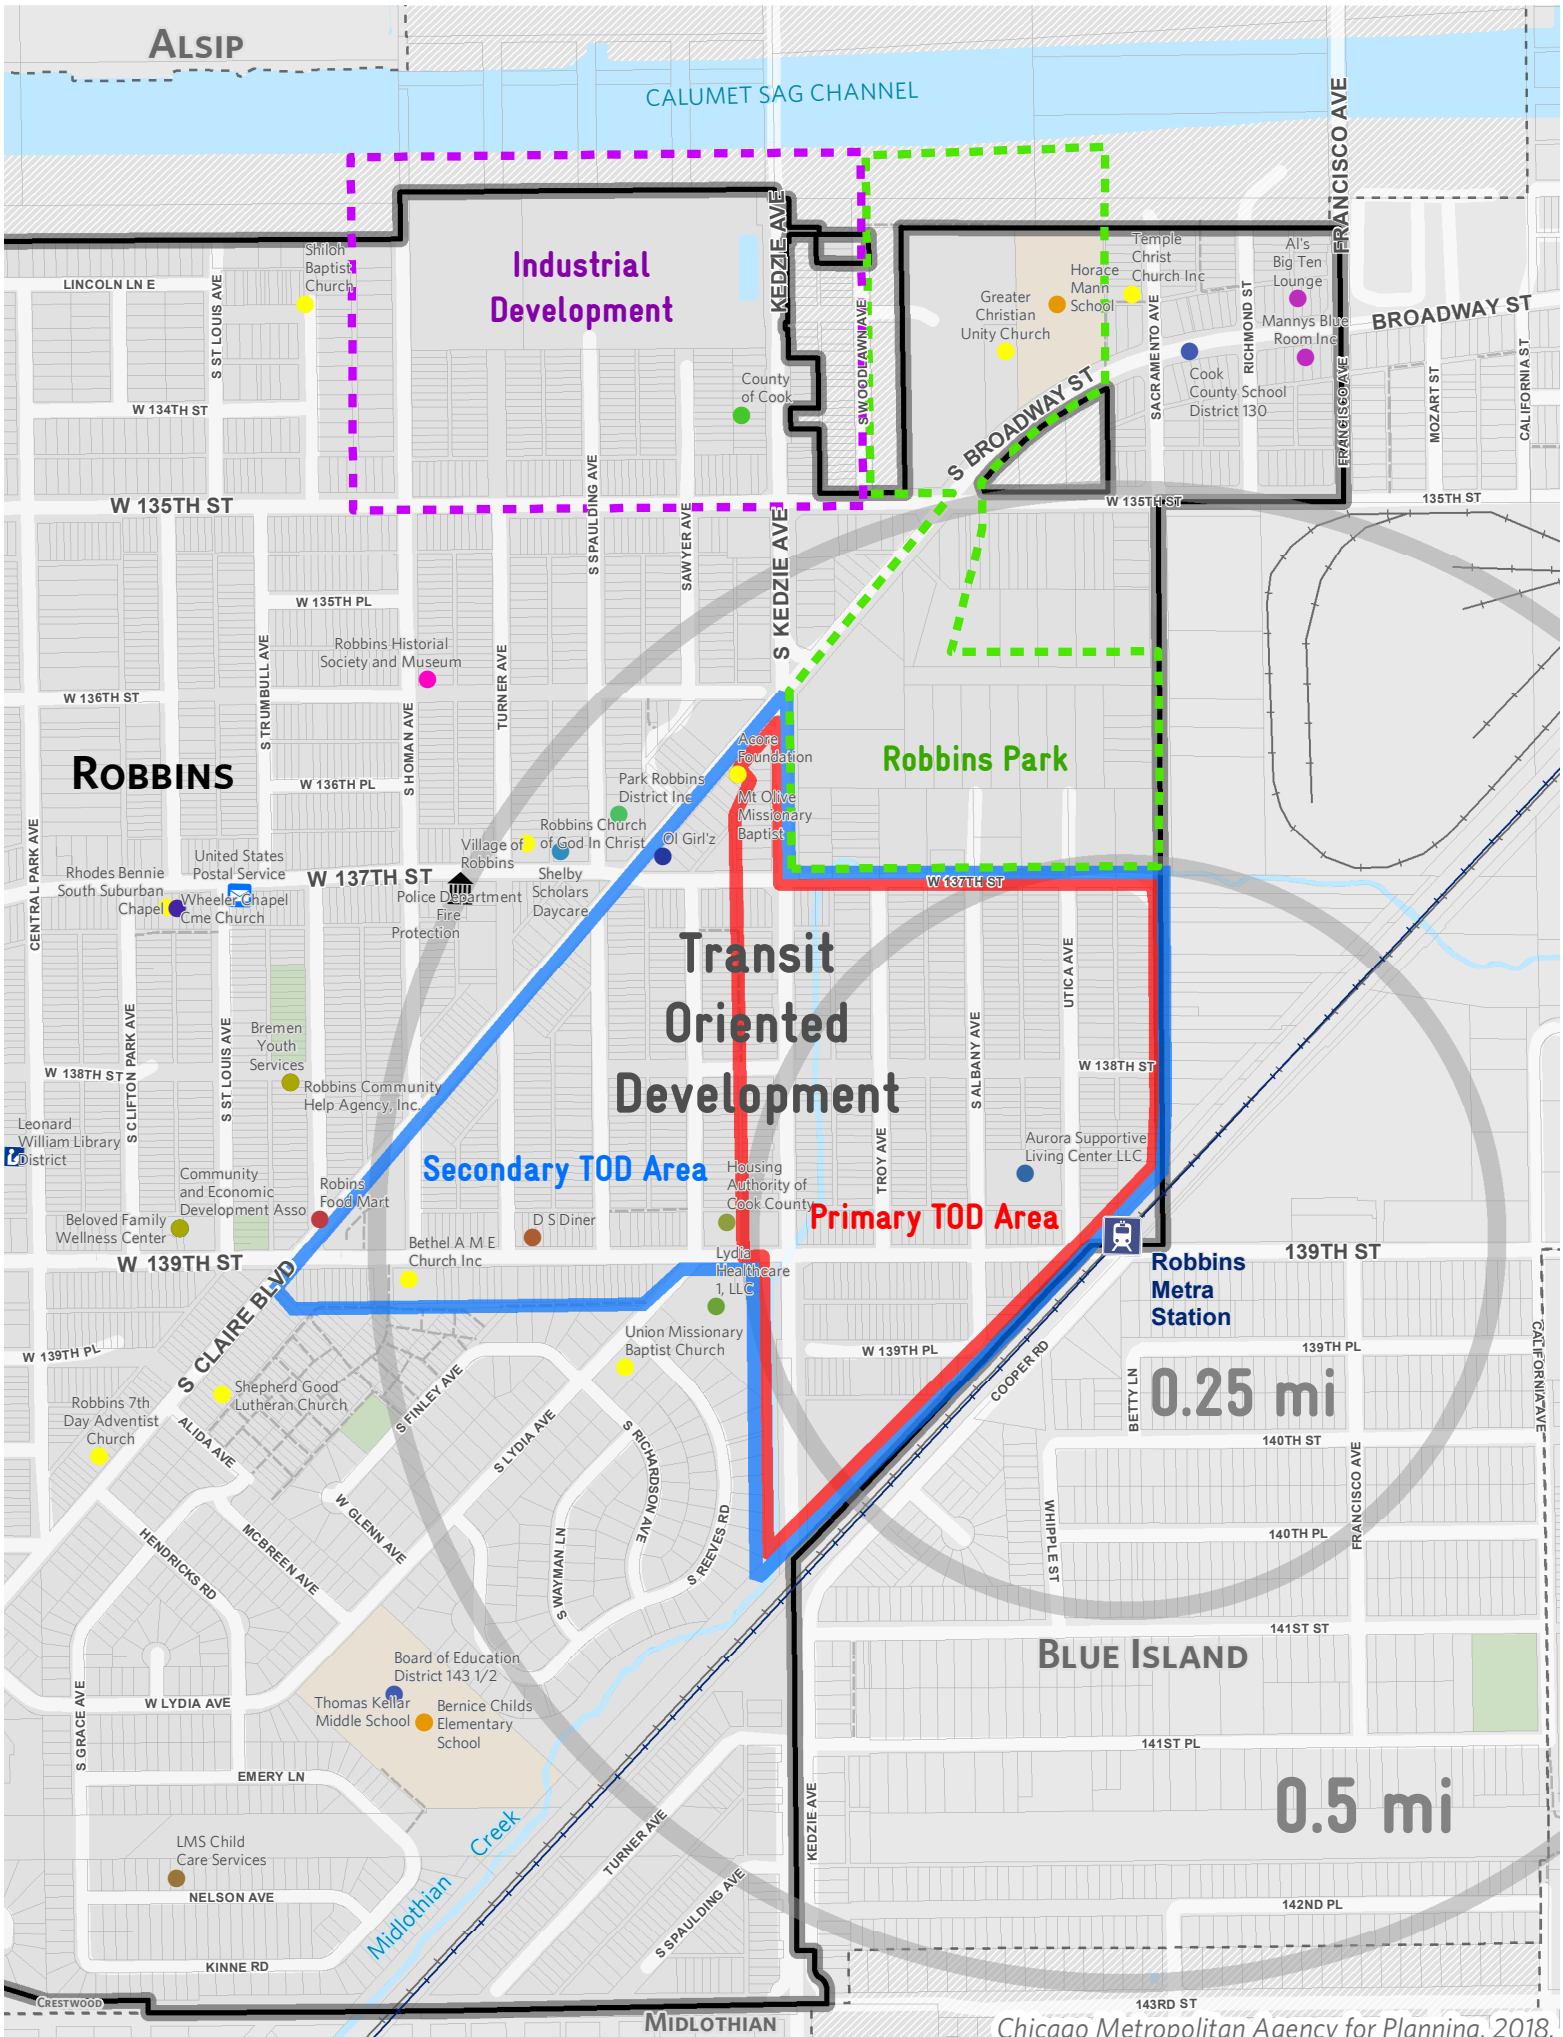 ALSIP
CALUMET SAG CHANNEL
FRANCISCO AVE
KEDZIE AVE
Industrial
Development
Shiloh
Baptist
Church
LINCOLN LN E
S ST LOUIS AVE
W 134TH ST
County
of Cook
S WOODLAWN AVE
Greater
Christian
Unity Church
Horace
Mann
School
Temple
Christ
Church Inc
SACRAMENTO AVE
RICHMOND ST
Al's
Big Ten
Lounge
Mannys Blue
Room Inc
BROADWAY ST
Cook
County School
District 130
FRANCISCO AVE
MOZART ST
CALIFORNIA ST
S BROADWAY ST
W 135TH ST
S SPAULDING AVE
SAWYER AVE
S KEDZIE AVE
W 135TH ST
135TH ST
W 135TH PL
S TRUMBULL AVE
Robbins Historial
Society and Museum
TURNER AVE
W 136TH ST
S HOMAN AVE
ROBBINS
W 136TH PL
Acore
Foundation
Robbins Park
Park Robbins
District Inc
Mt Olive
Missionary
Baptist
CENTRAL PARK AVE
Village of
Robbins
Robbins Church
of God In Christ
Ol Girl'z
Rhodes Bennie
South Suburban
Chapel
United States
Postal Service
Wheeler Chapel
Cme Church
W 137TH ST
Police Department
Fire
Protection
Shelby
Scholars
Daycare
W 137TH ST
Transit
Oriented
Development
UTICA AVE
S CLIFTON PARK AVE
S ST LOUIS AVE
Bremen
Youth
Services
S ALBANY AVE
W 138TH ST
W 138TH ST
Robbins Community
Help Agency, Inc.
Leonard
William Library
District
TROY AVE
Aurora Supportive
Living Center LLC
Secondary TOD Area
Housing
Authority of
Cook County
Community
and Economic
Development Asso
Robins
Food Mart
Beloved Family
Wellness Center
D S Diner
Primary TOD Area
W 139TH ST
Bethel A M E
Church Inc
Lydia
Healthcare
1, LLC
139TH ST
Robbins
Metra
Station
S CLAIRE BLVD
Union Missionary
Baptist Church
W 139TH PL
W 139TH PL
COOPER RD
139TH PL
CALIFORNIA AVE
BETTY LN
0.25 mi
Shepherd Good
Lutheran Church
S FINLEY AVE
Robbins 7th
Day Adventist
Church
ALIDA AVE
S LYDIA AVE
S RICHARDSON AVE
140TH ST
FRANCISCO AVE
W GLENN AVE
HENDRICKS RD
MCBREEN AVE
S WAYMAN LN
S REEVES RD
WHIPPLE ST
140TH PL
141ST ST
BLUE ISLAND
Board of Education
District 143 1/2
Thomas Kellar
Middle School
Bernice Childs
Elementary
School
S GRACE AVE
W LYDIA AVE
141ST PL
EMERY LN
0.5 mi
LMS Child
Care Services
Midlothian Creek
TURNER AVE
KEDZIE AVE
NELSON AVE
S SPAULDING AVE
142ND PL
KINNE RD
CRESTWOOD
MIDLOTHIAN
143RD ST
Chicago Metropolitan Agency for Planning, 2018.